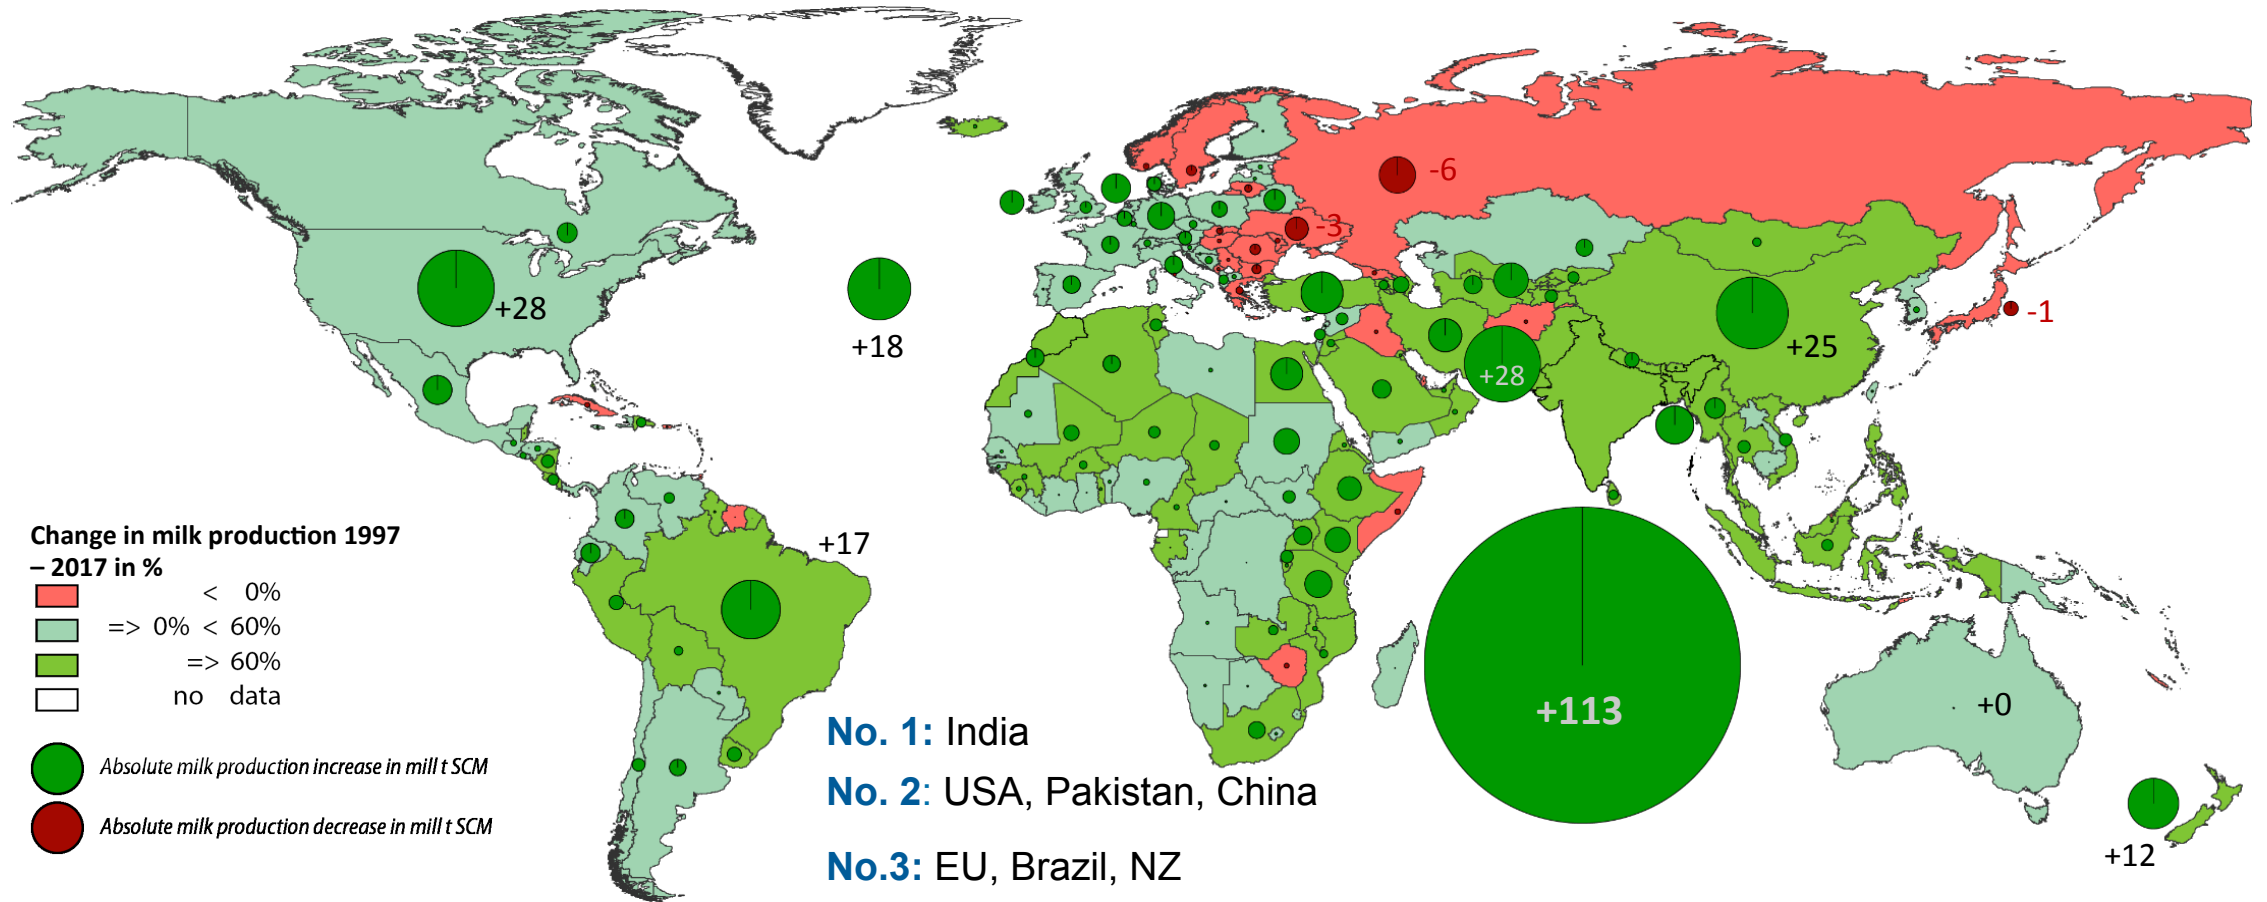 -6
-3
+28
+18
-1
+25
+28
+17
Change in milk production 1997
– 2017 in %
< 0%
=> 0% < 60%
=> 60%
no data
Absolute milk production increase in mill t SCM
Absolute milk production decrease in mill t SCM
+113
+0
+12
No. 1: India
No. 2: USA, Pakistan, China
No.3: EU, Brazil, NZ